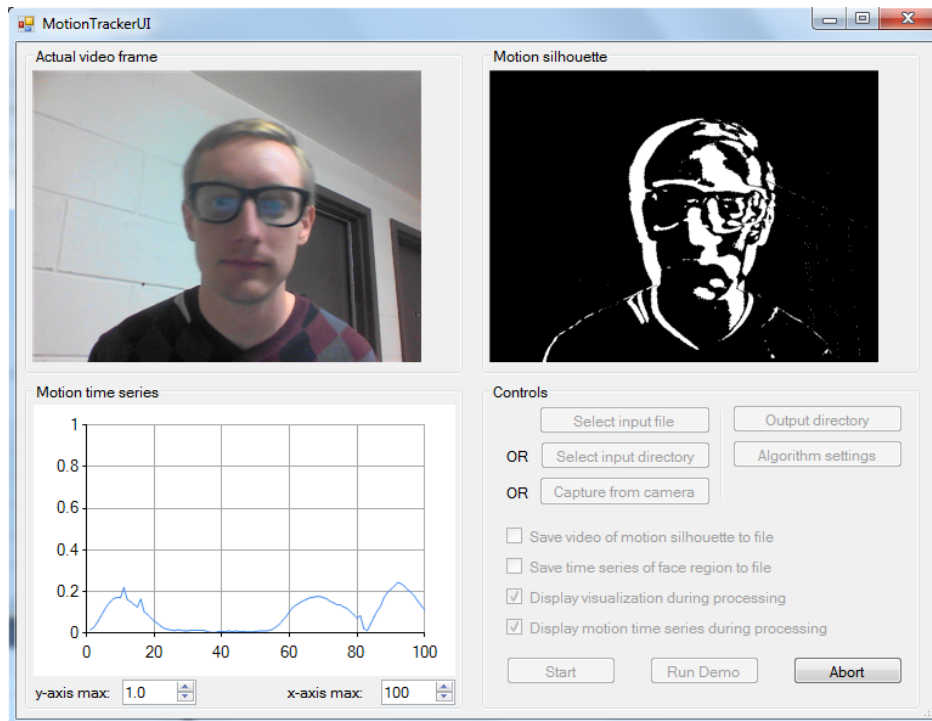 MotionTrackerUI
Actual video frame
Motion silhouette
Motion time series
1
0.8
0.6
0.4
0.2
0
0 20 40 60 80 100
y-axis max: 1.0 x-axis max: 100
Controls
Select input file Output directory
OR Select input directory Algorithm settings
OR Capture from camera
Save video of motion silhouette to file
Save time series of face region to file
Display visualization during processing
Display motion time series during processing
Start Run Demo Abort